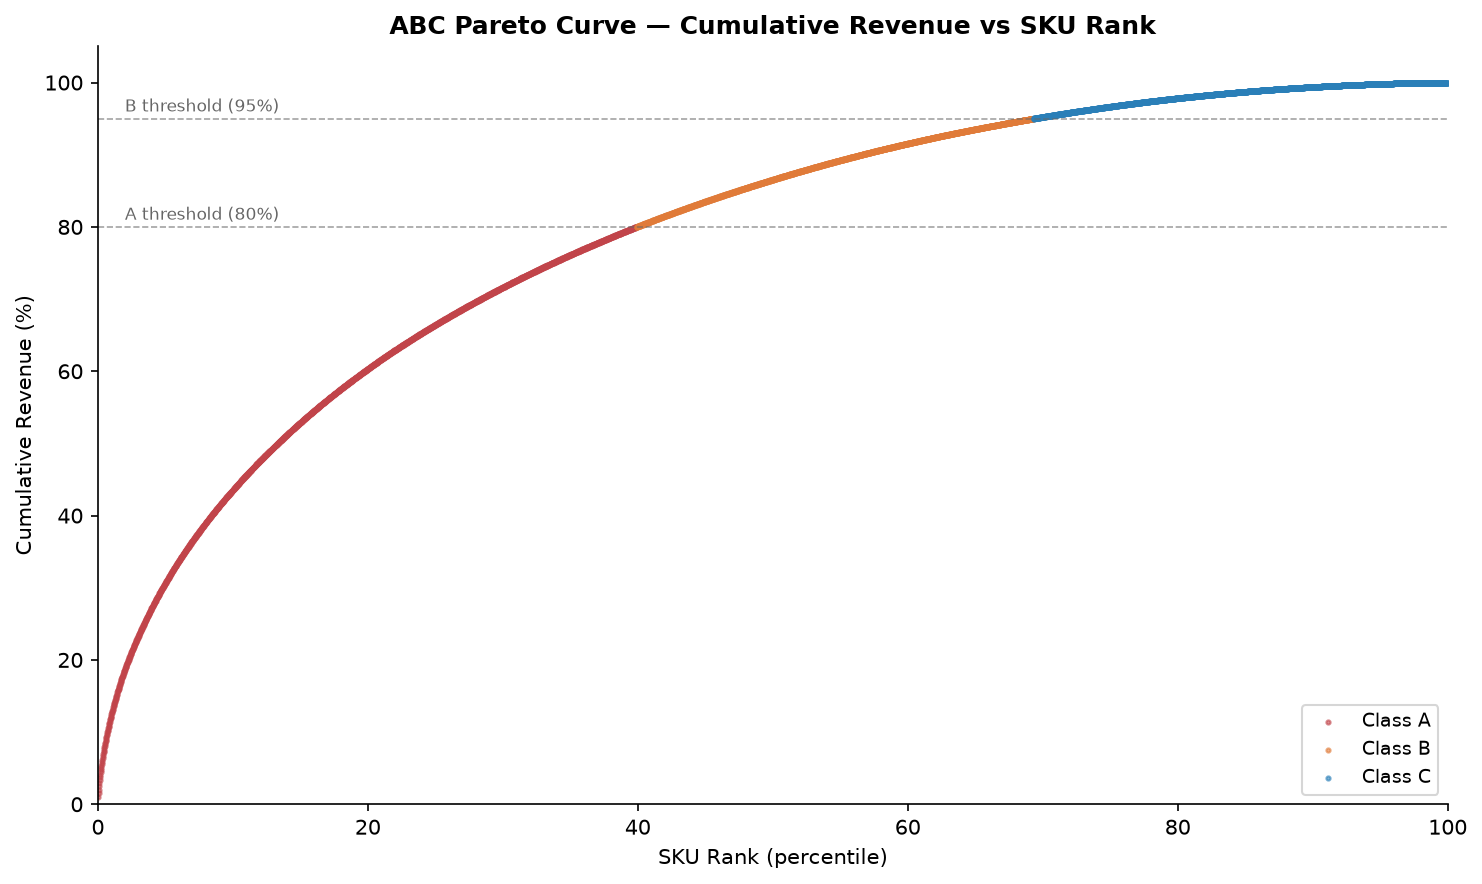 ABC Pareto Curve — Cumulative Revenue vs SKU Rank
100
B threshold (95%)
A threshold (80%)
80
60
40
20
0
Cumulative Revenue (%)
Class A
Class B
Class C
0 20 40 60 80 100
SKU Rank (percentile)